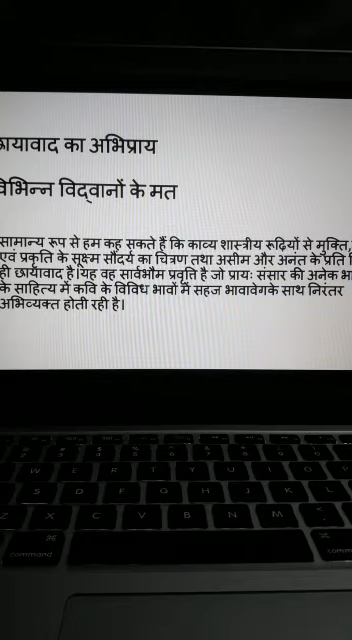 छायावाद का अभिप्राय
विभिन्न विद्वानों के मत
सामान्य रूप से हम कह सकते हैं कि काव्य शास्त्रीय रूढ़ियों से मुक्ति,
एवं प्रकृति के सूक्ष्म सौंदर्य का चित्रण तथा असीम और अनंत के प्रति
ही छायावाद है।यह वह सार्वभौम प्रवृत्ति है जो प्रायः संसार की अनेक
के साहित्य में कवि के विविध भावों में सहज भावावेगके साथ निरंतर
अभिव्यक्त होती रही है।
W E R T Y U I O
S D F G H J K L
Z X C V B N M
command